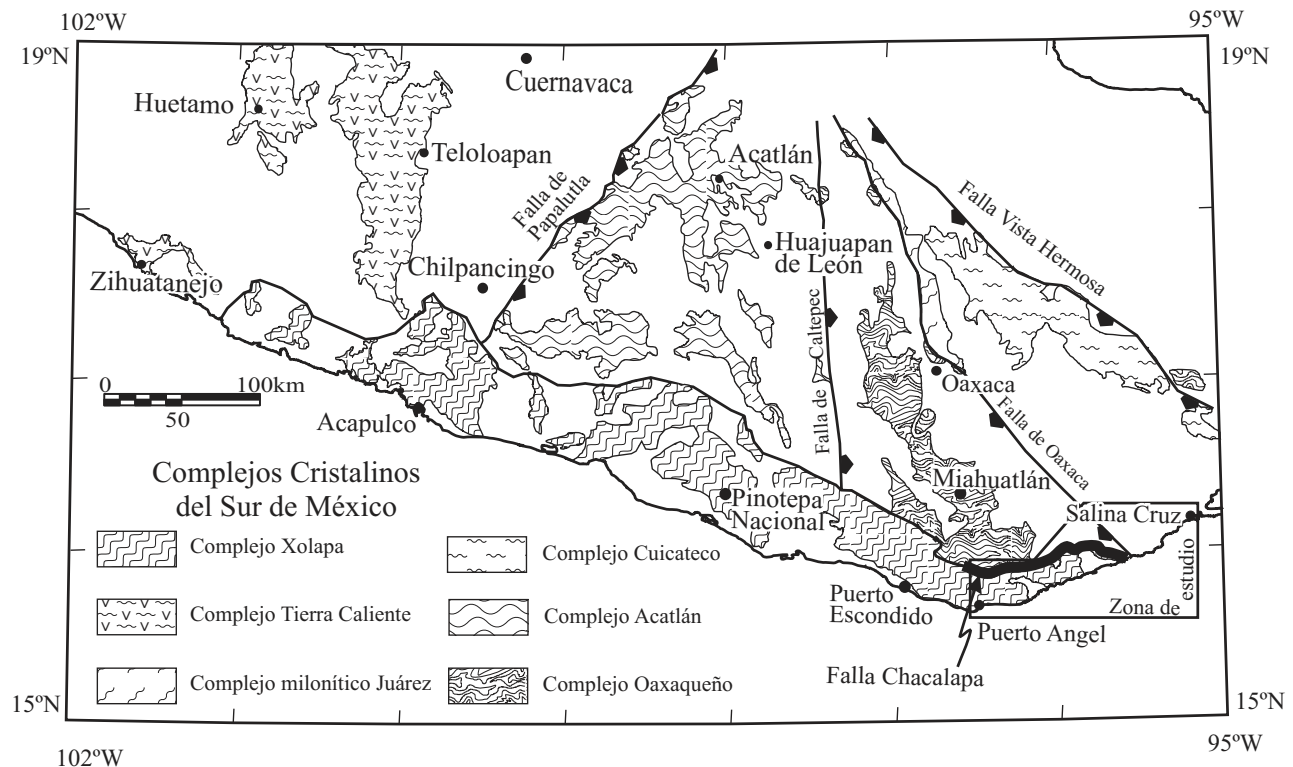 102ºW
95ºW
19ºN
19ºN
Cuernavaca
Huetamo
Teloloapan
Acatlán
Falla de
Papalutla
Falla Vista Hermosa
Huajuapan
de León
Chilpancingo
Zihuatanejo
Falla de Caltepec
0
100km
50
Oaxaca
Acapulco
Falla de Oaxaca
Complejos Cristalinos
del Sur de México
Miahuatlán
Pinotepa
Nacional
Salina Cruz
Complejo Xolapa
Complejo Cuicateco
Zona de
estudio
Puerto
Escondido
Complejo Tierra Caliente
Complejo Acatlán
Puerto Angel
Falla Chacalapa
Complejo milonítico Juárez
Complejo Oaxaqueño
15ºN
15ºN
102ºW
95ºW